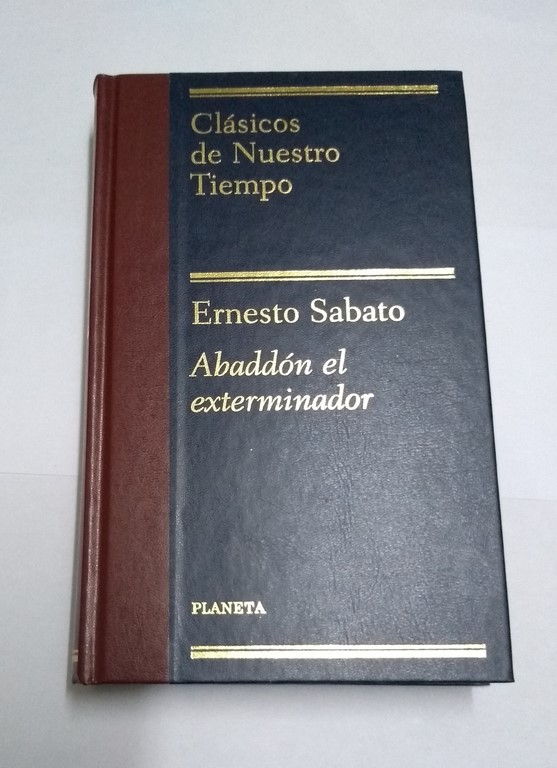 Clásicos
de Nuestro
Tiempo
Ernesto Sabato
Abaddón el
exterminador
PLANETA